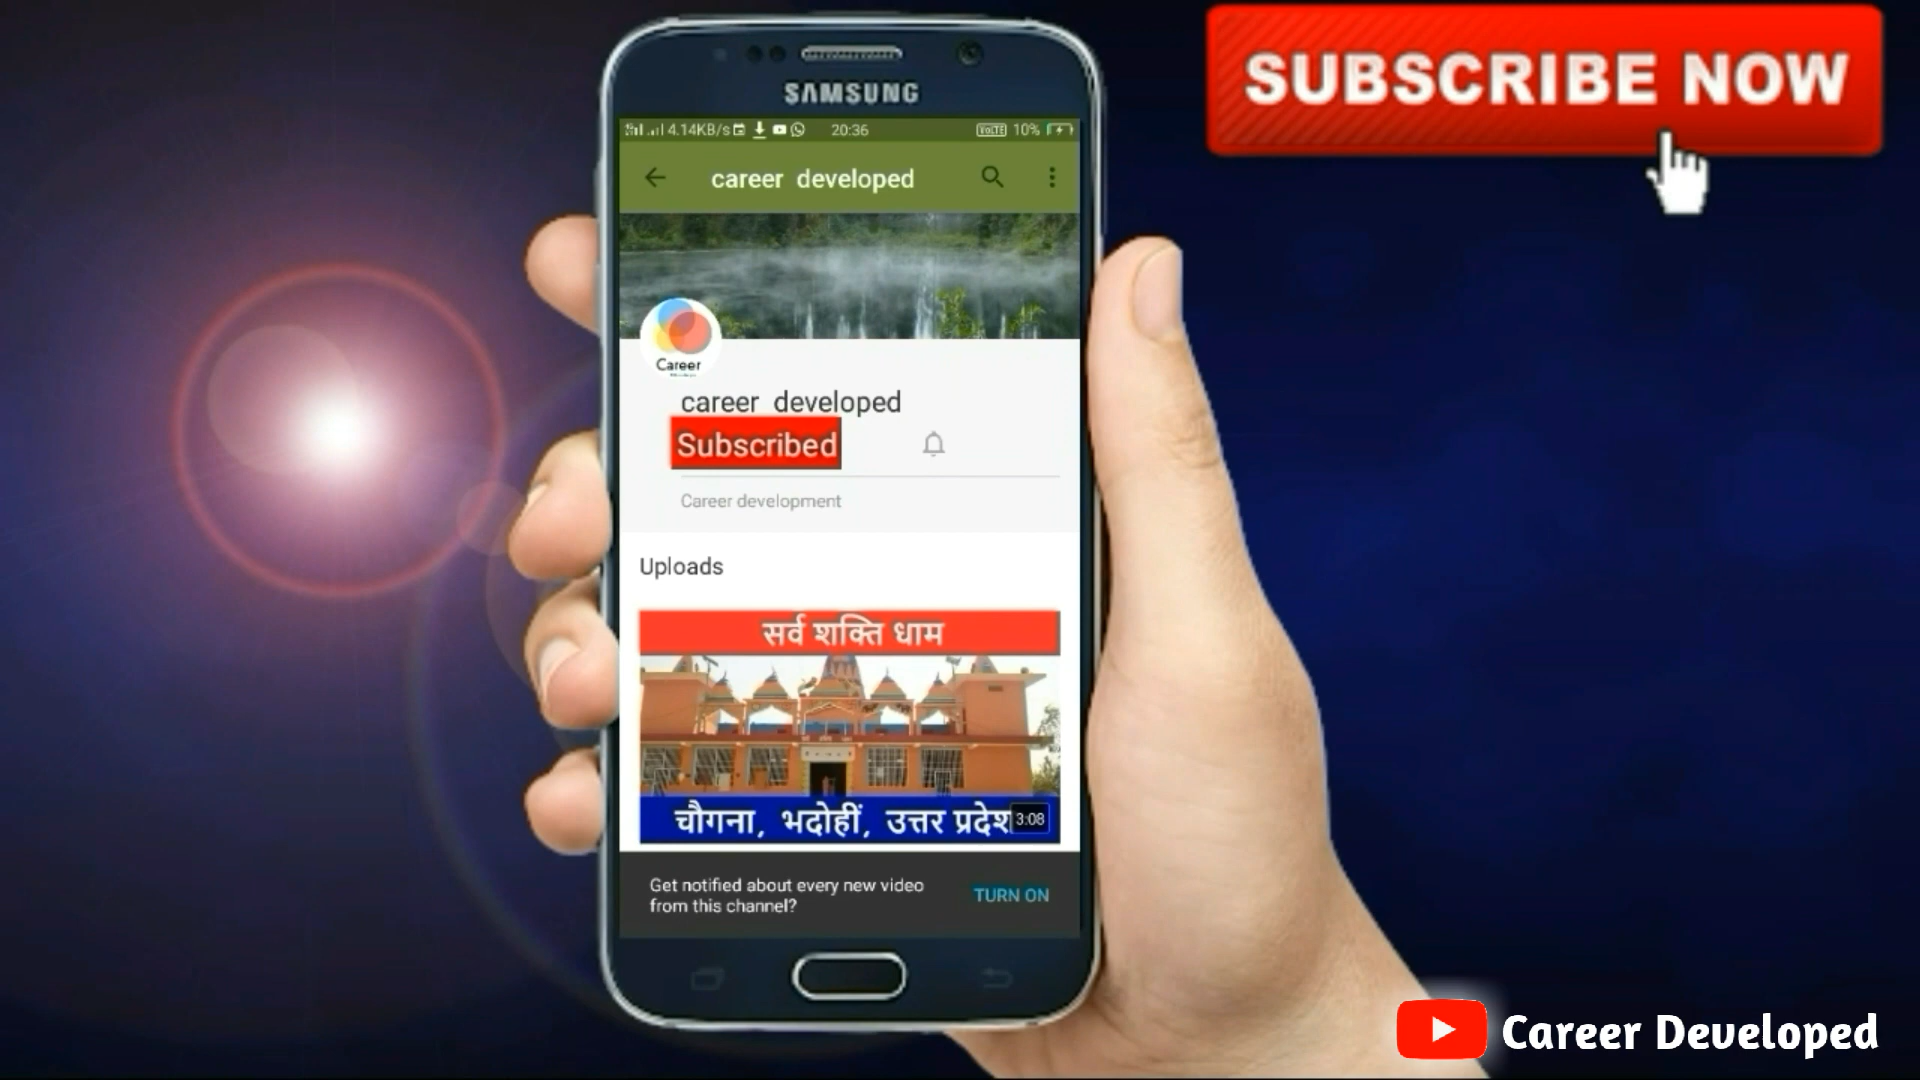 SUBSCRIBE NOW
SAMSUNG
4.14KB/s 20:36 VoLTE 10%
career developed
Career
career developed
Subscribed
Career development
Uploads
सर्व शक्ति धाम
चौगना, भदोहीं, उत्तर प्रदेश
3:08
Get notified about every new video
from this channel?
TURN ON
Career Developed